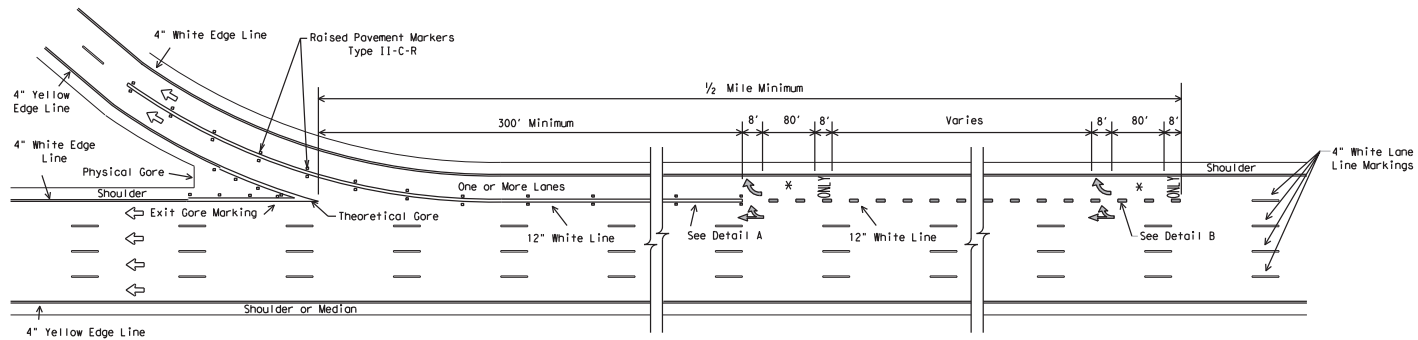 4" White Edge Line
Raised Pavement Markers
Type II-C-R
4" Yellow
Edge Line
½ Mile Minimum
300' Minimum
8'
80'
8'
Varies
8'
80'
8'
4" White Edge
Line
Physical Gore
4" White Lane
Line Markings
Shoulder
Shoulder
One or More Lanes
*
ONLY
*
ONLY
Exit Gore Marking
Theoretical Gore
12" White Line
See Detail A
12" White Line
See Detail B
Shoulder or Median
4" Yellow Edge Line